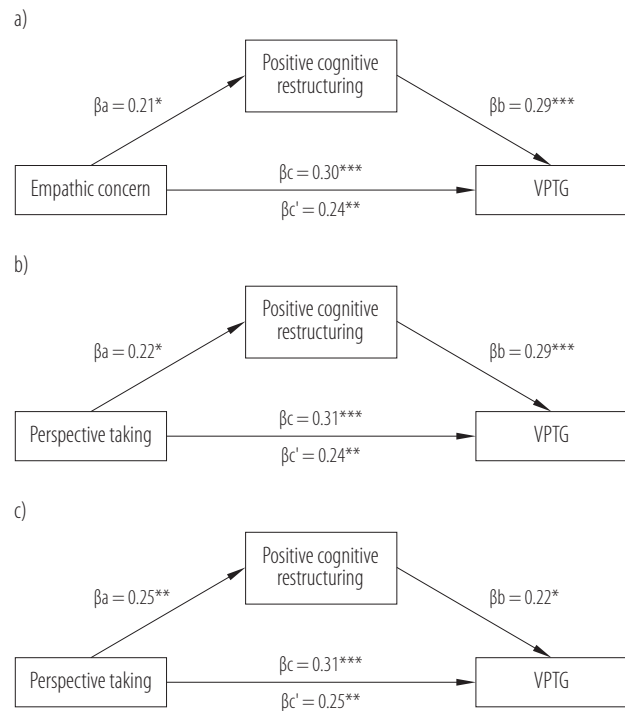 a)
Positive cognitive
restructuring
βa = 0.21*
βb = 0.29***
Empathic concern
βc = 0.30***
βc' = 0.24**
VPTG
b)
Positive cognitive
restructuring
βa = 0.22*
βb = 0.29***
Perspective taking
βc = 0.31***
βc' = 0.24**
VPTG
c)
Positive cognitive
restructuring
βa = 0.25**
βb = 0.22*
Perspective taking
βc = 0.31***
βc' = 0.25**
VPTG